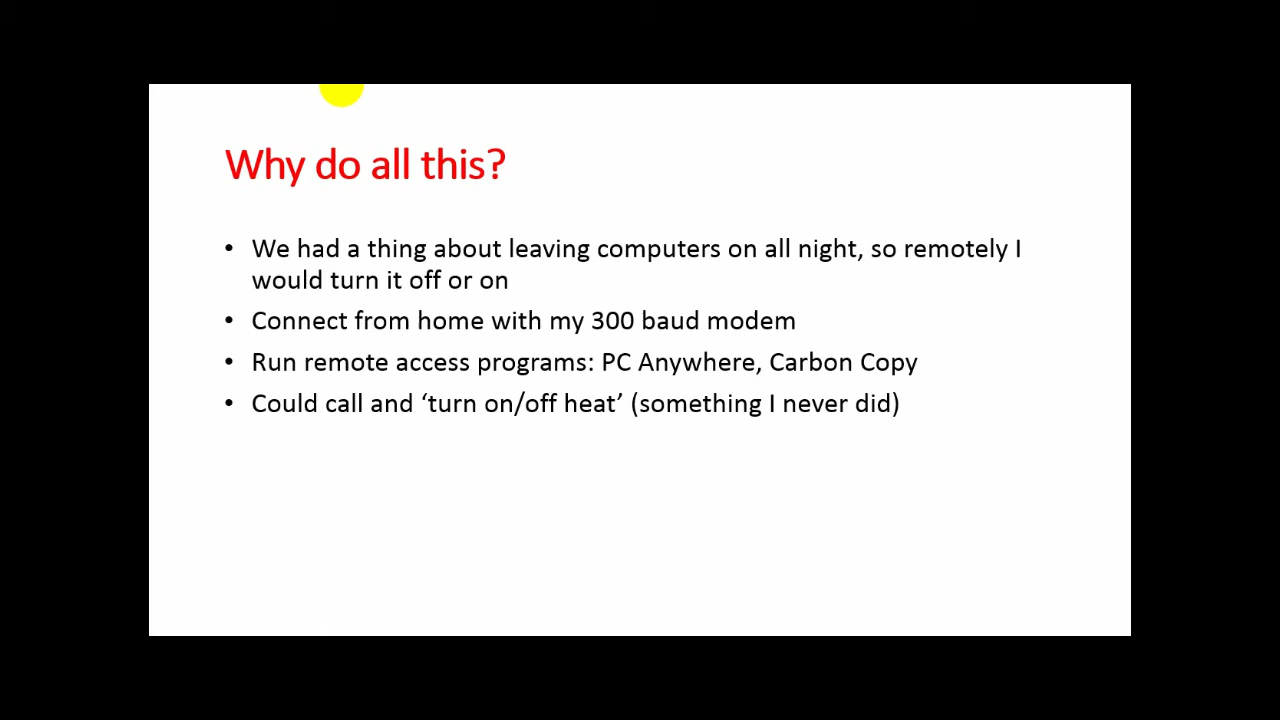 Why do all this?
• We had a thing about leaving computers on all night, so remotely I
would turn it off or on
• Connect from home with my 300 baud modem
• Run remote access programs: PC Anywhere, Carbon Copy
• Could call and ‘turn on/off heat’ (something I never did)